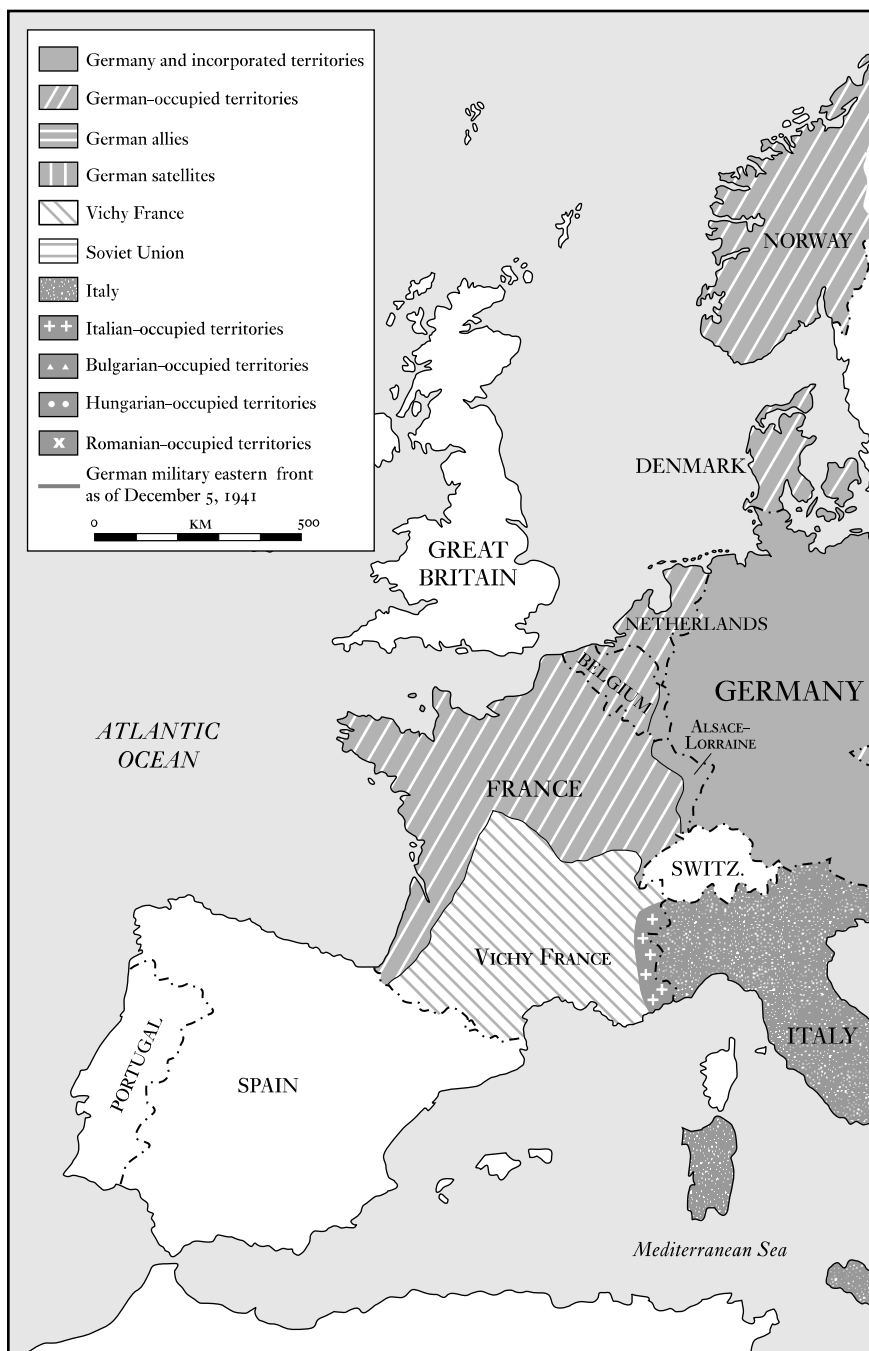 Germany and incorporated territories
German-occupied territories
German allies
German satellites
Vichy France
Soviet Union
Italy
Italian-occupied territories
Bulgarian-occupied territories
Hungarian-occupied territories
Romanian-occupied territories
German military eastern front
as of December 5, 1941
0 KM 500
NORWAY
DENMARK
GREAT
BRITAIN
NETHERLANDS
BELGIUM
GERMANY
ALSACE–
LORRAINE
ATLANTIC
OCEAN
FRANCE
SWITZ.
VICHY FRANCE
ITALY
PORTUGAL
SPAIN
Mediterranean Sea